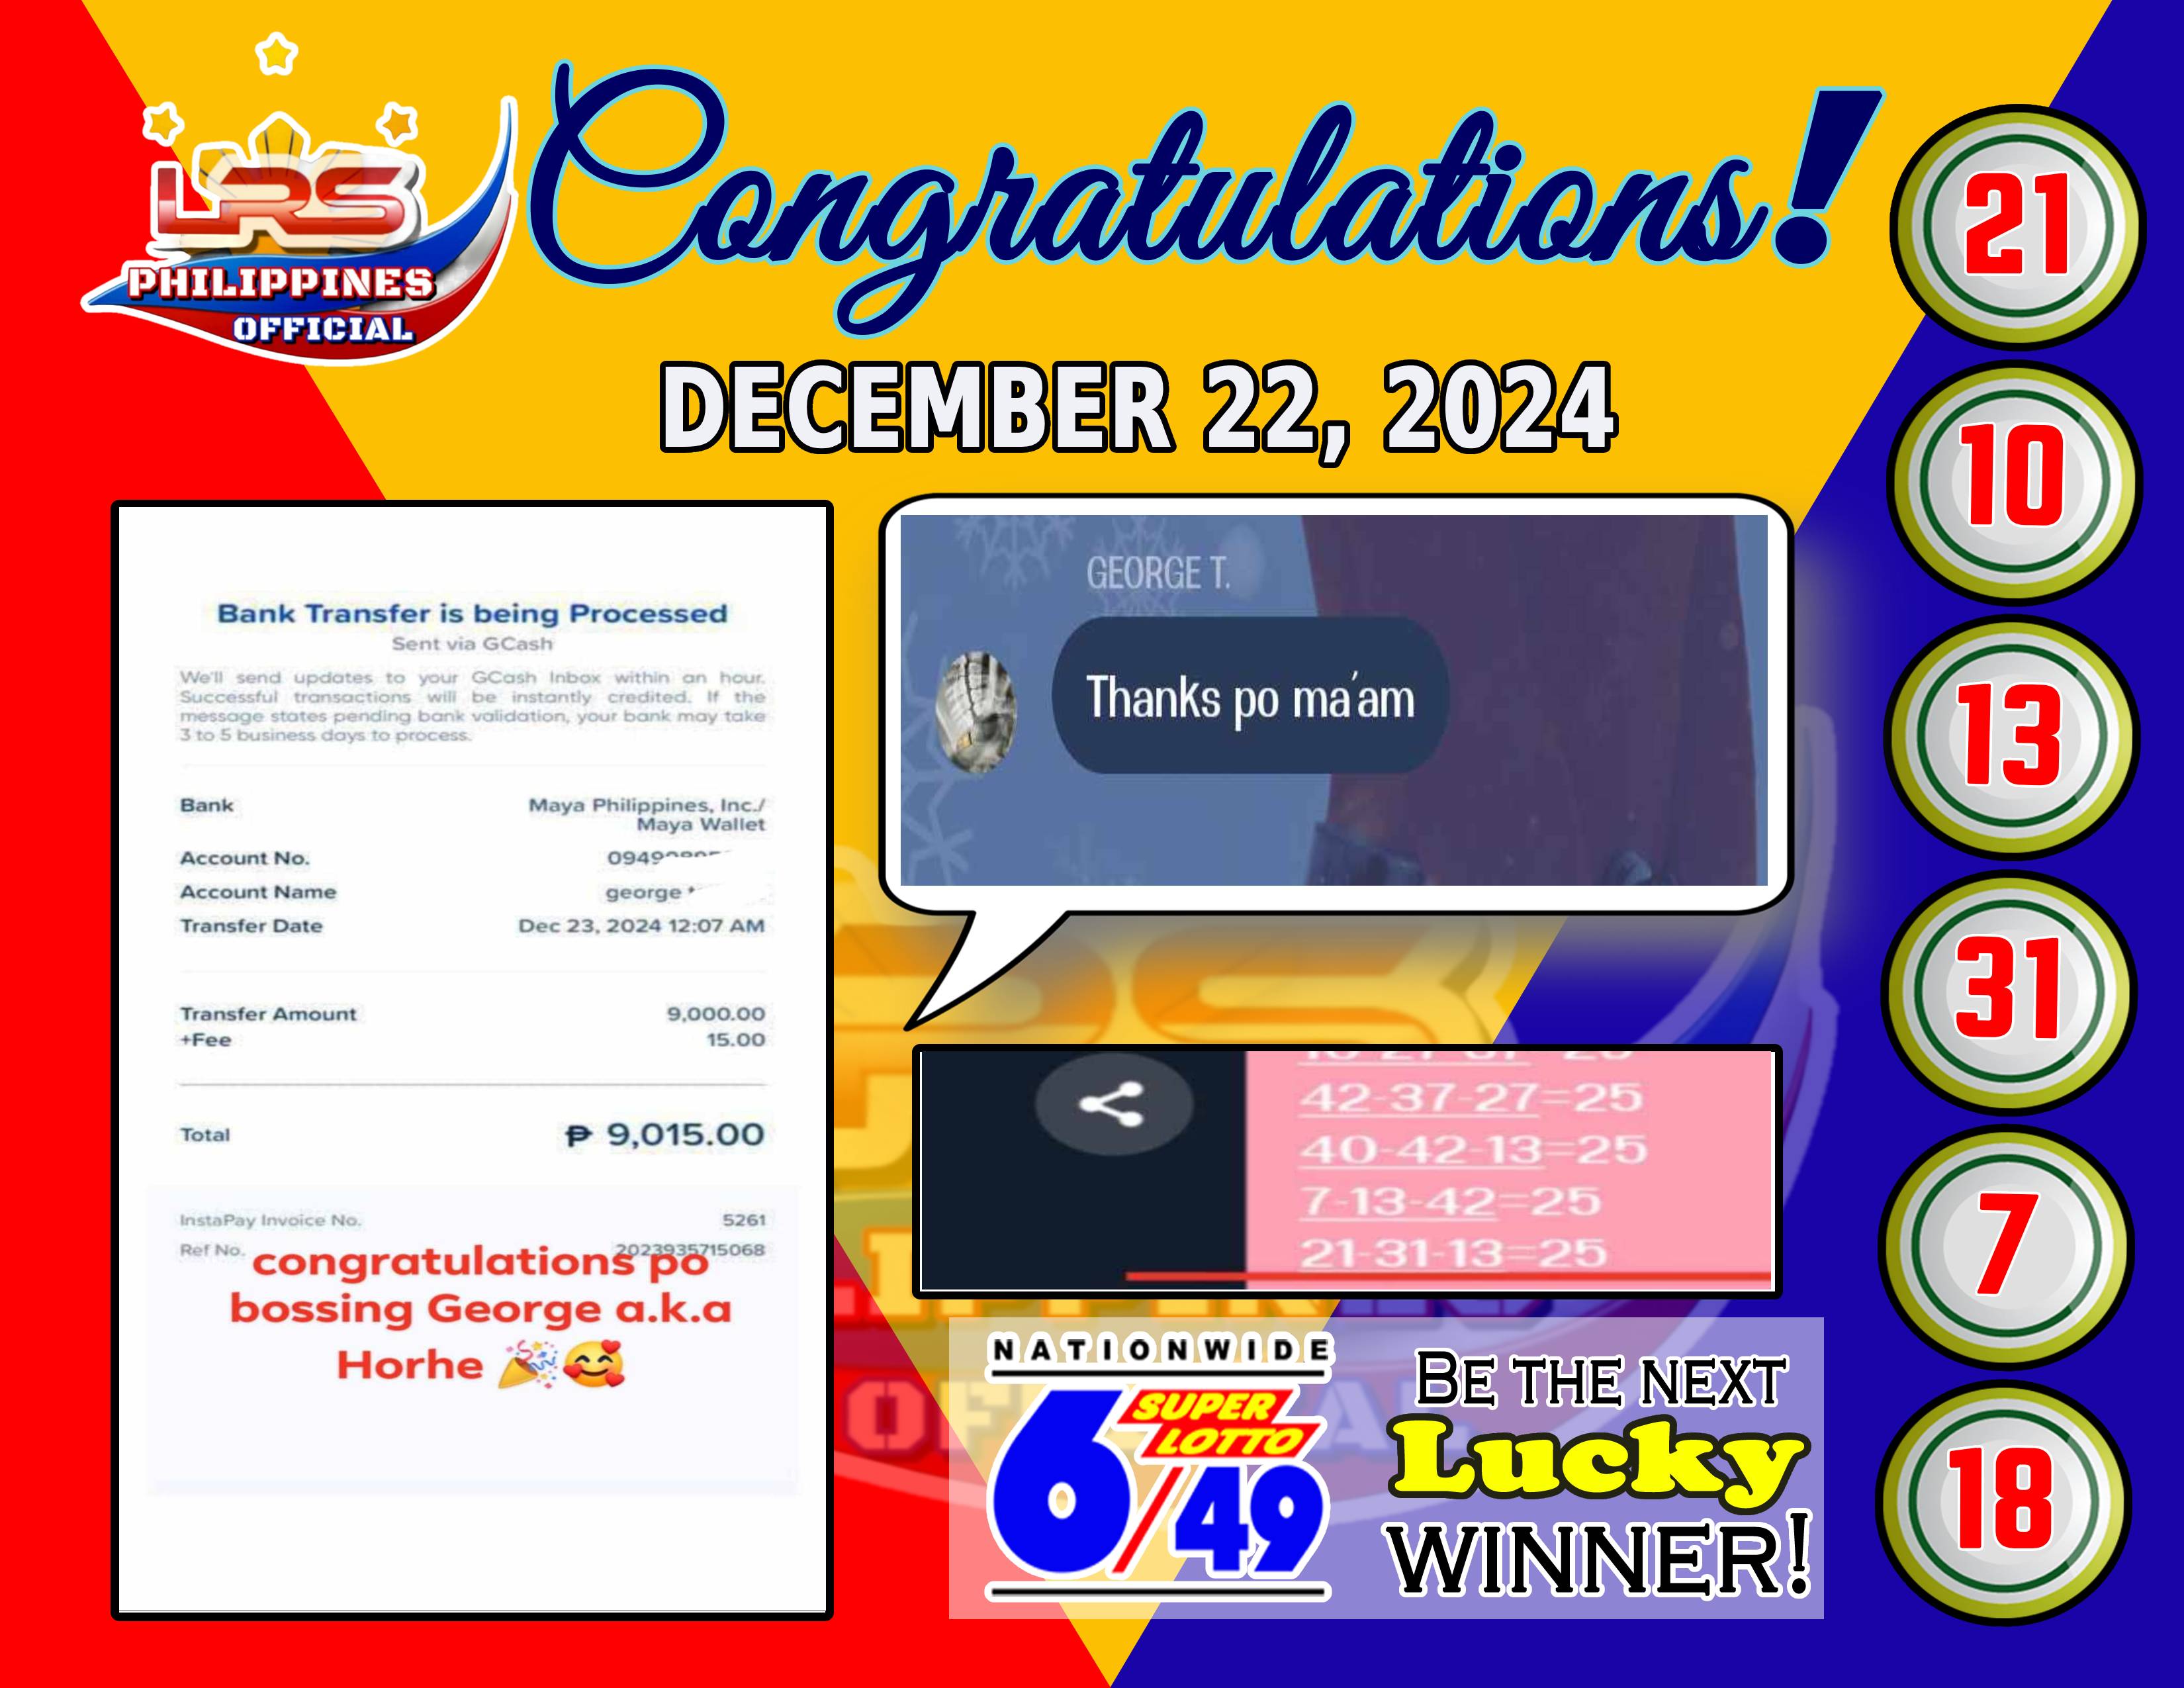 LRS
PHILIPPINES
OFFICIAL
Congratulations!
DECEMBER 22, 2024
Bank Transfer is being Processed
Sent via GCash
We'll send updates to your GCash Inbox within an hour.
Successful transactions will be instantly credited. If the
message states pending bank validation, your bank may take
3 to 5 business days to process.
Bank Maya Philippines, Inc./
Maya Wallet
Account No.
Account Name george
Transfer Date Dec 23, 2024 12:07 AM
Transfer Amount 9,000.00
+Fee 15.00
Total ₱ 9,015.00
InstaPay Invoice No. 5261
Ref No. 2023935715068
congratulations po
bossing George a.k.a
Horhe 🎉🥰
GEORGE T.
Thanks po ma'am
42-37-27=25
40-42-13=25
7-13-42=25
21-31-13=25
NATIONWIDE
SUPER
LOTTO
6/49
BE THE NEXT
Lucky
WINNER!
21
10
13
31
7
18